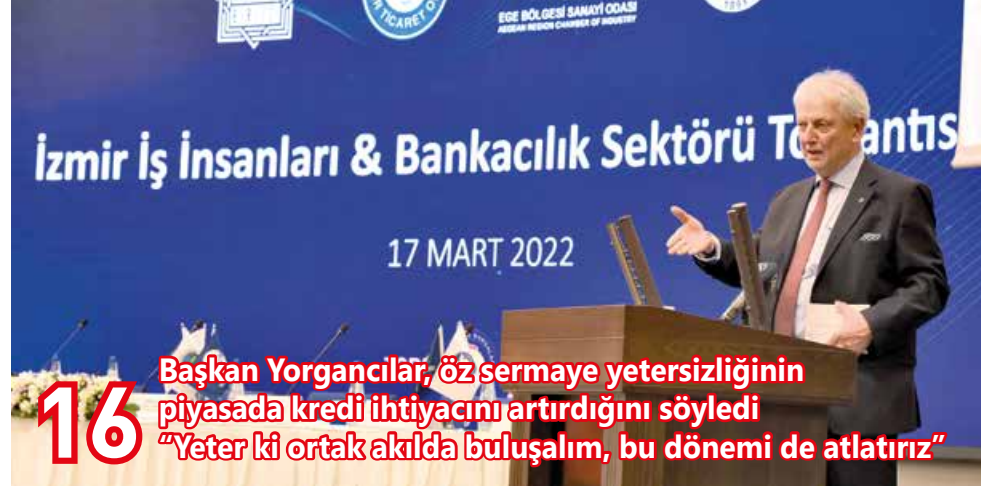 EGE BÖLGESİ SANAYİ ODASI
AEGEAN REGION CHAMBER OF INDUSTRY
İzmir İş İnsanları & Bankacılık Sektörü
17 MART 2022
16
Başkan Yorgancılar, öz sermaye yetersizliğinin
piyasada kredi ihtiyacını artırdığını söyledi
“Yeter ki ortak akılda buluşalım, bu dönemi de atlatırız”